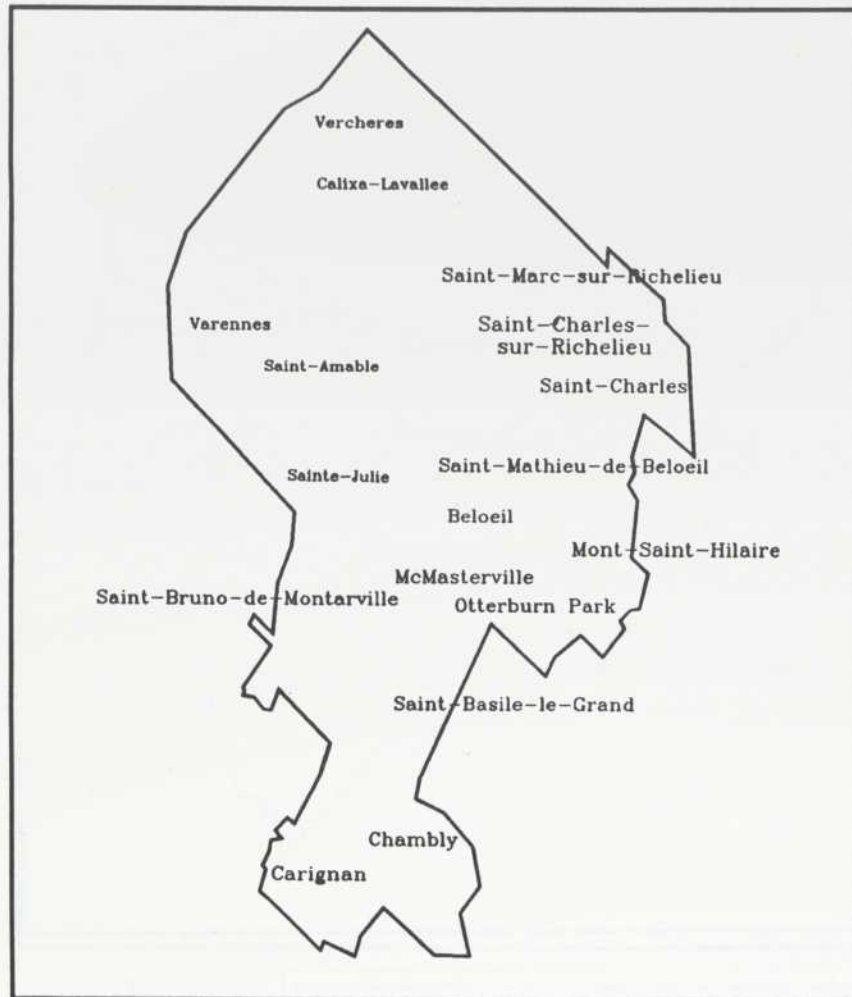 Vercheres
Calixa-Lavallee
Saint-Marc-sur-Richelieu
Varennes
Saint-Charles-
sur-Richelieu
Saint-Amable
Saint-Charles
Saint-Mathieu-de-Beloeil
Sainte-Julie
Beloeil
Mont-Saint-Hilaire
McMasterville
Saint-Bruno-de-Montarville
Otterburn Park
Saint-Basile-le-Grand
Chambly
Carignan